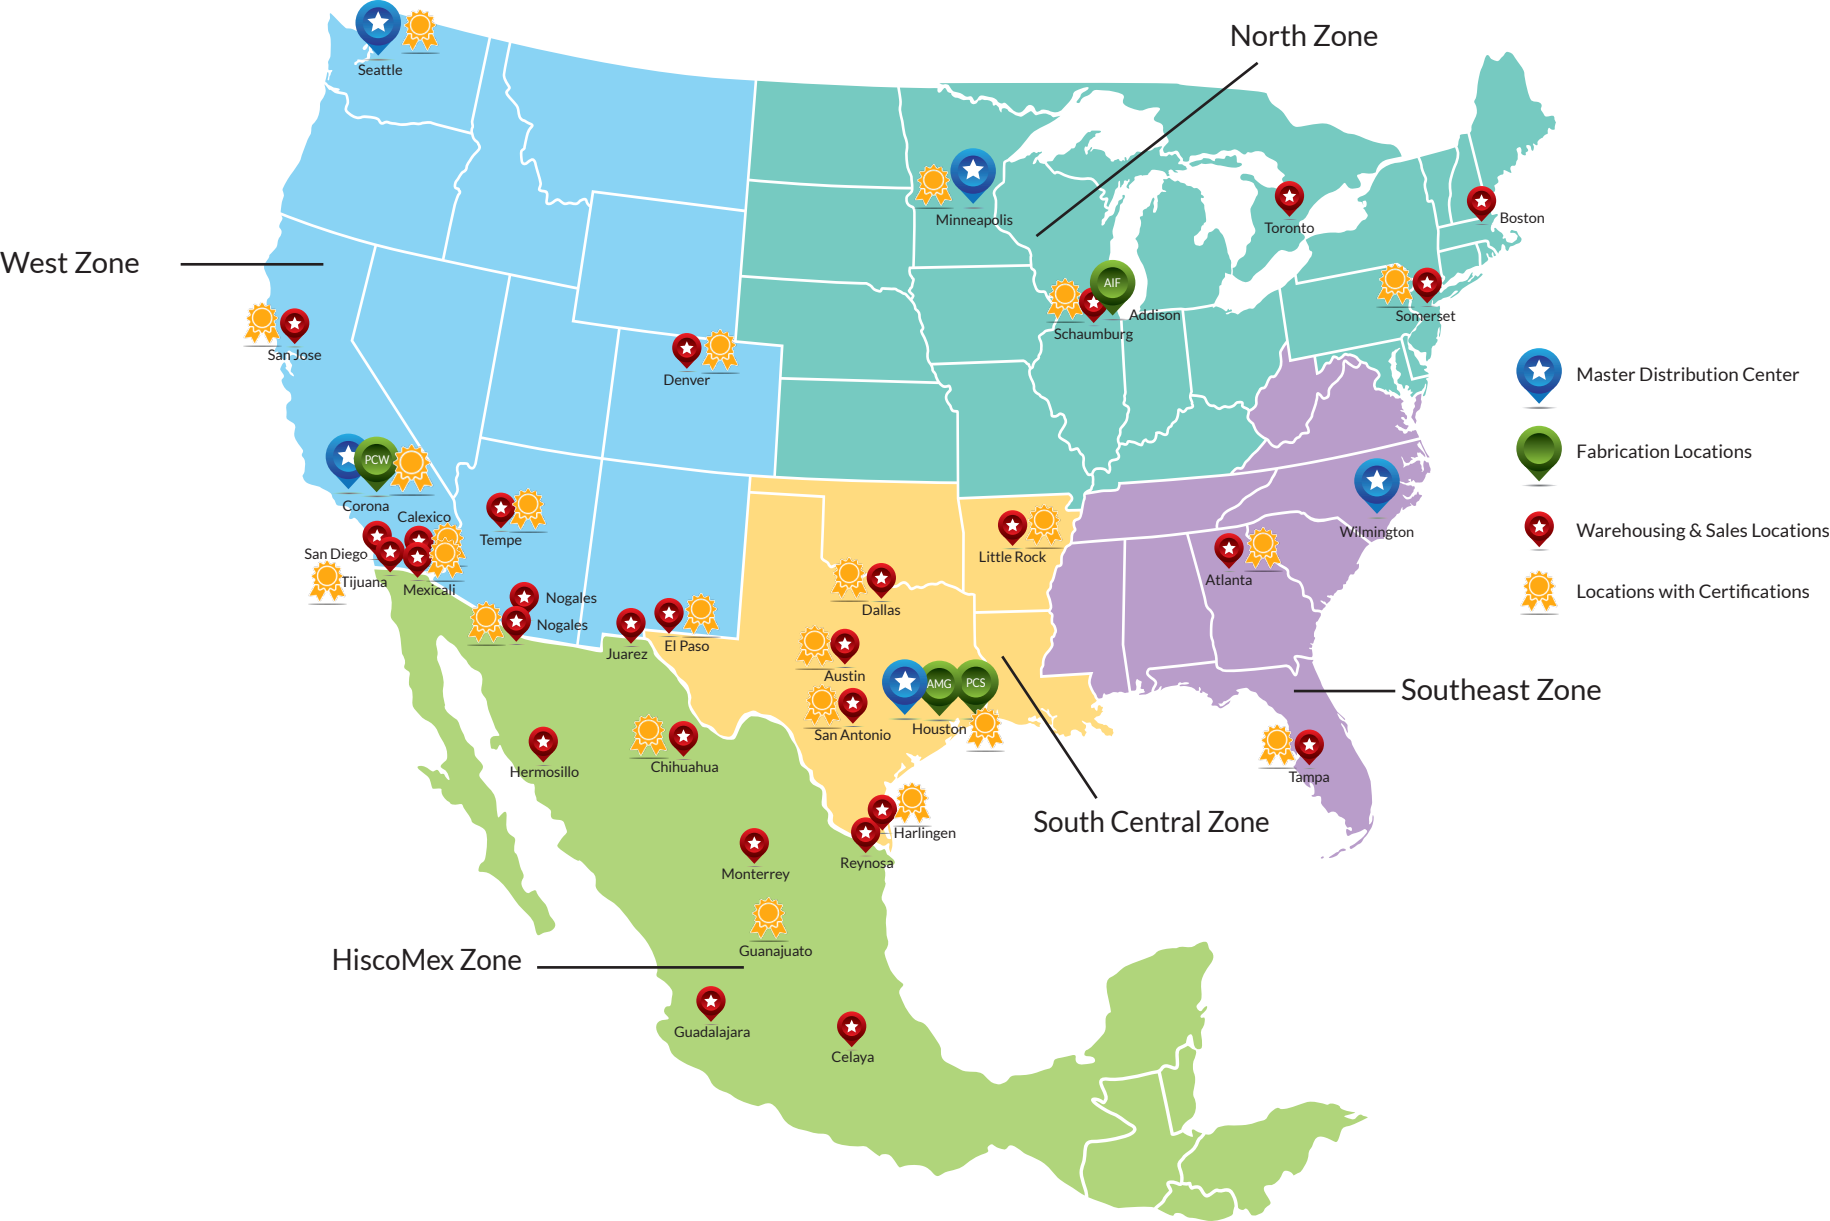 North Zone
Seattle
Minneapolis
Toronto
Boston
West Zone
AIF
Addison
Somerset
Schaumburg
San Jose
Denver
Master Distribution Center
PCW
Fabrication Locations
Corona
Calexico
Tempe
San Diego
Tijuana
Mexicali
Little Rock
Wilmington
Warehousing & Sales Locations
Atlanta
Locations with Certifications
Nogales
Nogales
Dallas
Juarez
El Paso
Austin
AMG
PCS
Southeast Zone
San Antonio
Houston
Hermosillo
Chihuahua
Tampa
South Central Zone
Harlingen
Reynosa
Monterrey
Guanajuato
HiscoMex Zone
Guadalajara
Celaya